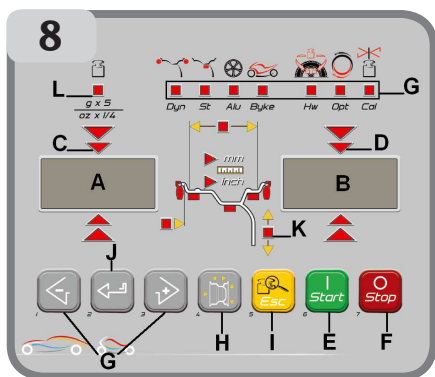 8
L
g x 5
oz x 1/4
Dyn St Alu Byke Hw Opt Cal
G
C
D
mm
inch
A
B
K
J
- + Esc Start Stop
1 2 3 4 5 6 7
G
H
I
E
F